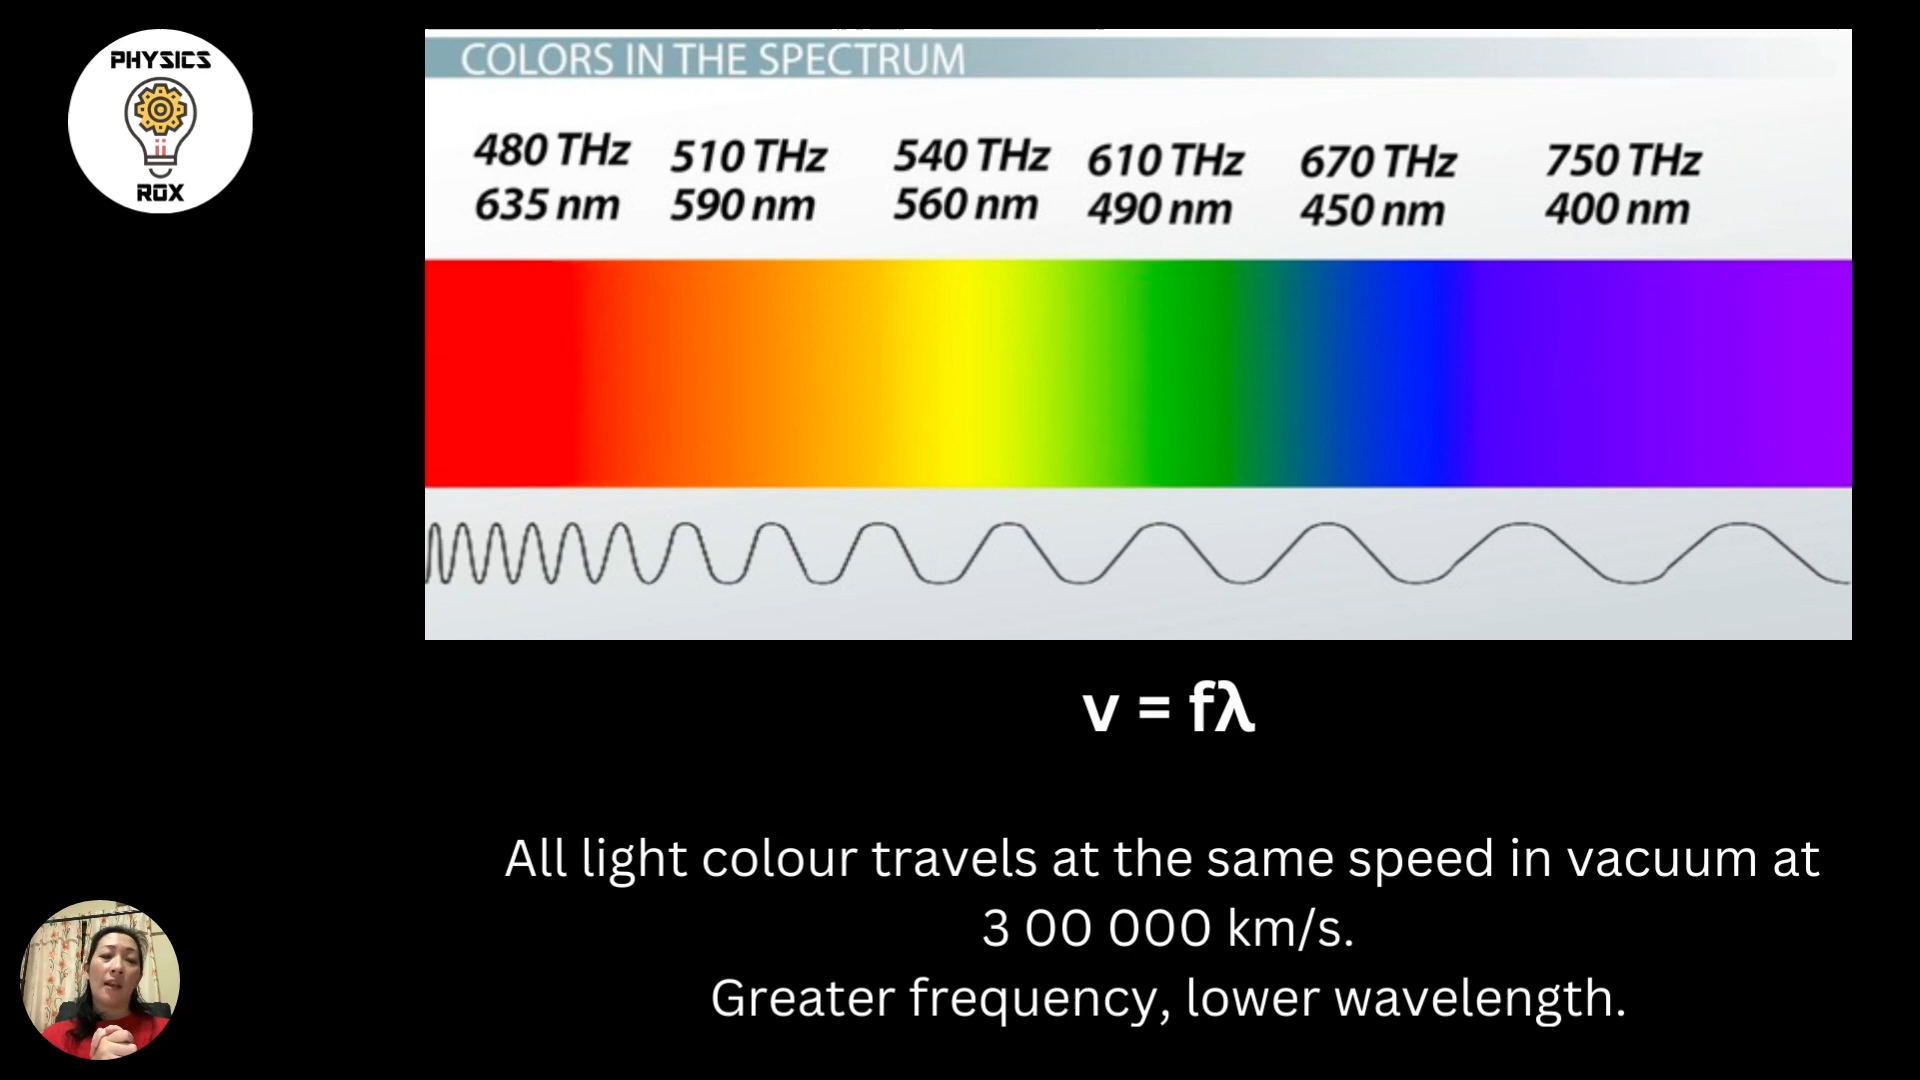 PHYSICS
ROX
COLORS IN THE SPECTRUM
480 THz 510 THz 540 THz 610 THz 670 THz 750 THz
635 nm 590 nm 560 nm 490 nm 450 nm 400 nm
v = fλ
All light colour travels at the same speed in vacuum at
3 00 000 km/s.
Greater frequency, lower wavelength.